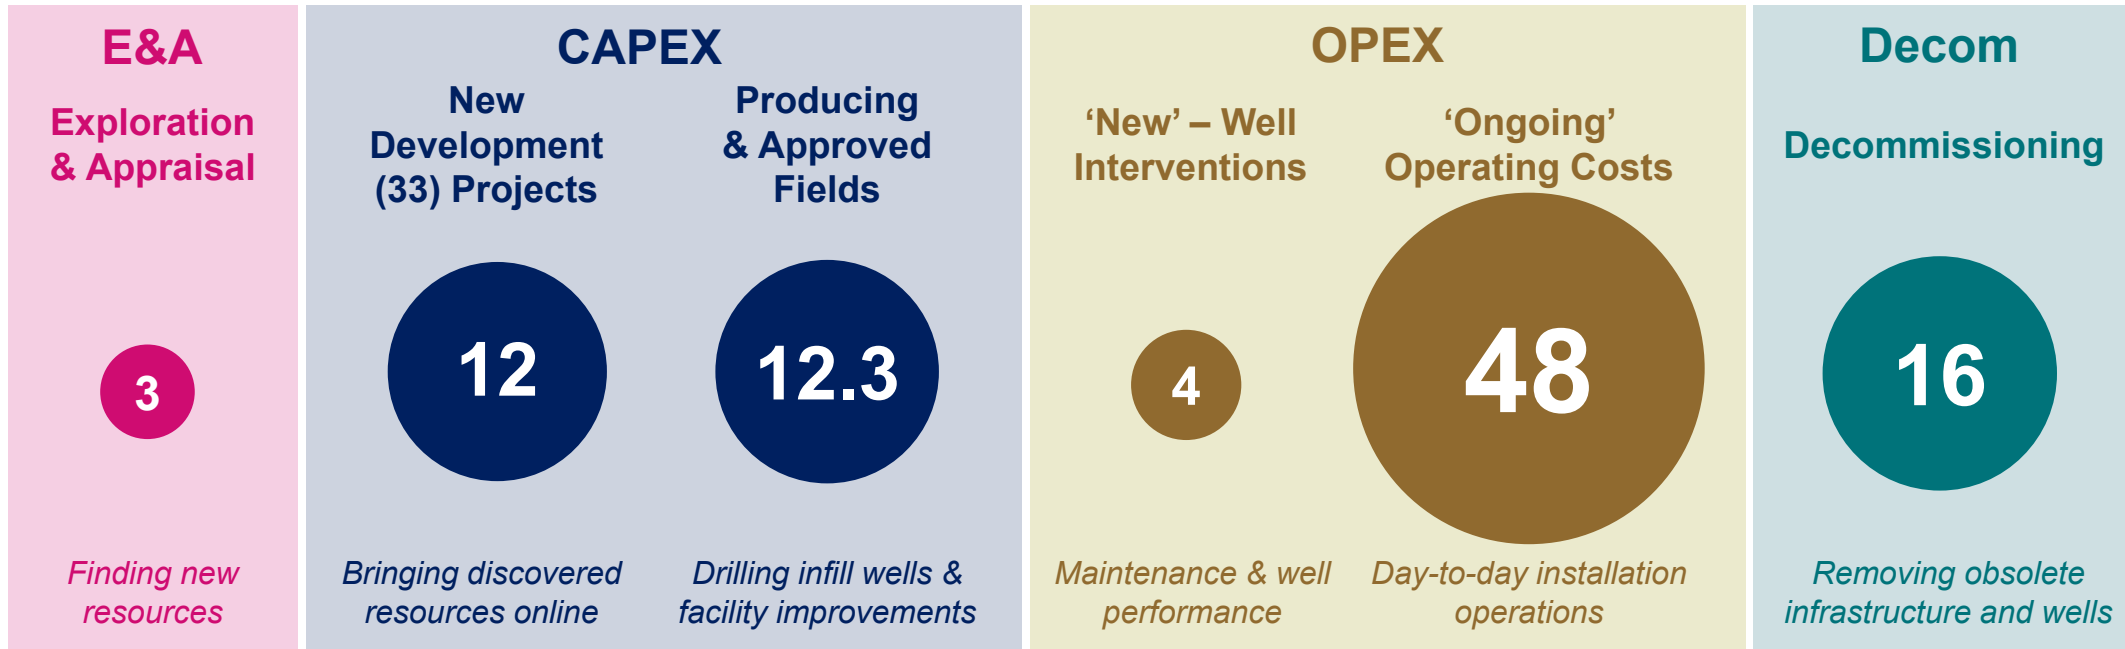 E&A
Exploration
& Appraisal
3
Finding new
resources
CAPEX
New
Development
(33) Projects
12
Bringing discovered
resources online
Producing
& Approved
Fields
12.3
Drilling infill wells &
facility improvements
OPEX
‘New’ – Well
Interventions
4
Maintenance & well
performance
‘Ongoing’
Operating Costs
48
Day-to-day installation
operations
Decom
Decommissioning
16
Removing obsolete
infrastructure and wells